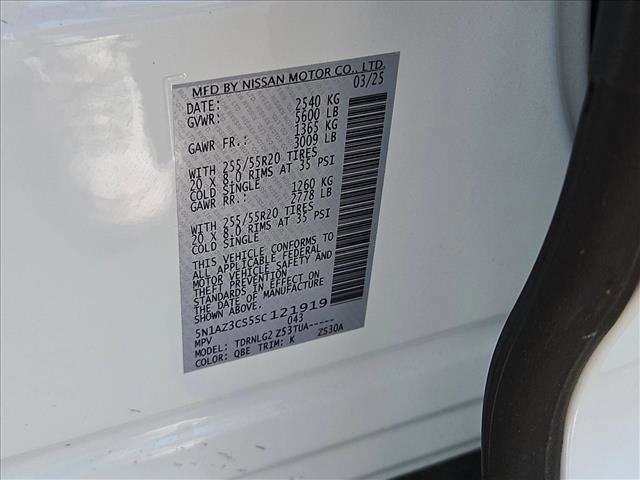 MFD BY NISSAN MOTOR CO., LTD.
03/25
DATE: 2540 KG
GVWR: 5600 LB
1365 KG
GAWR FR.: 3009 LB
WITH 255/55R20 TIRES
20 X 8.0 RIMS AT 35 PSI
COLD SINGLE 1260 KG
GAWR RR.: 2778 LB
WITH 255/55R20 TIRES
20 X 8.0 RIMS AT 35 PSI
COLD SINGLE
THIS VEHICLE CONFORMS TO
ALL APPLICABLE FEDERAL
MOTOR VEHICLE SAFETY AND
THEFT PREVENTION
STANDARDS IN EFFECT ON
THE DATE OF MANUFACTURE
SHOWN ABOVE.
5N1AZ3CS5SC121919
MPV 043
MODEL: TDRNLG2 Z53TUA-----
COLOR: QBE TRIM: K Z530A